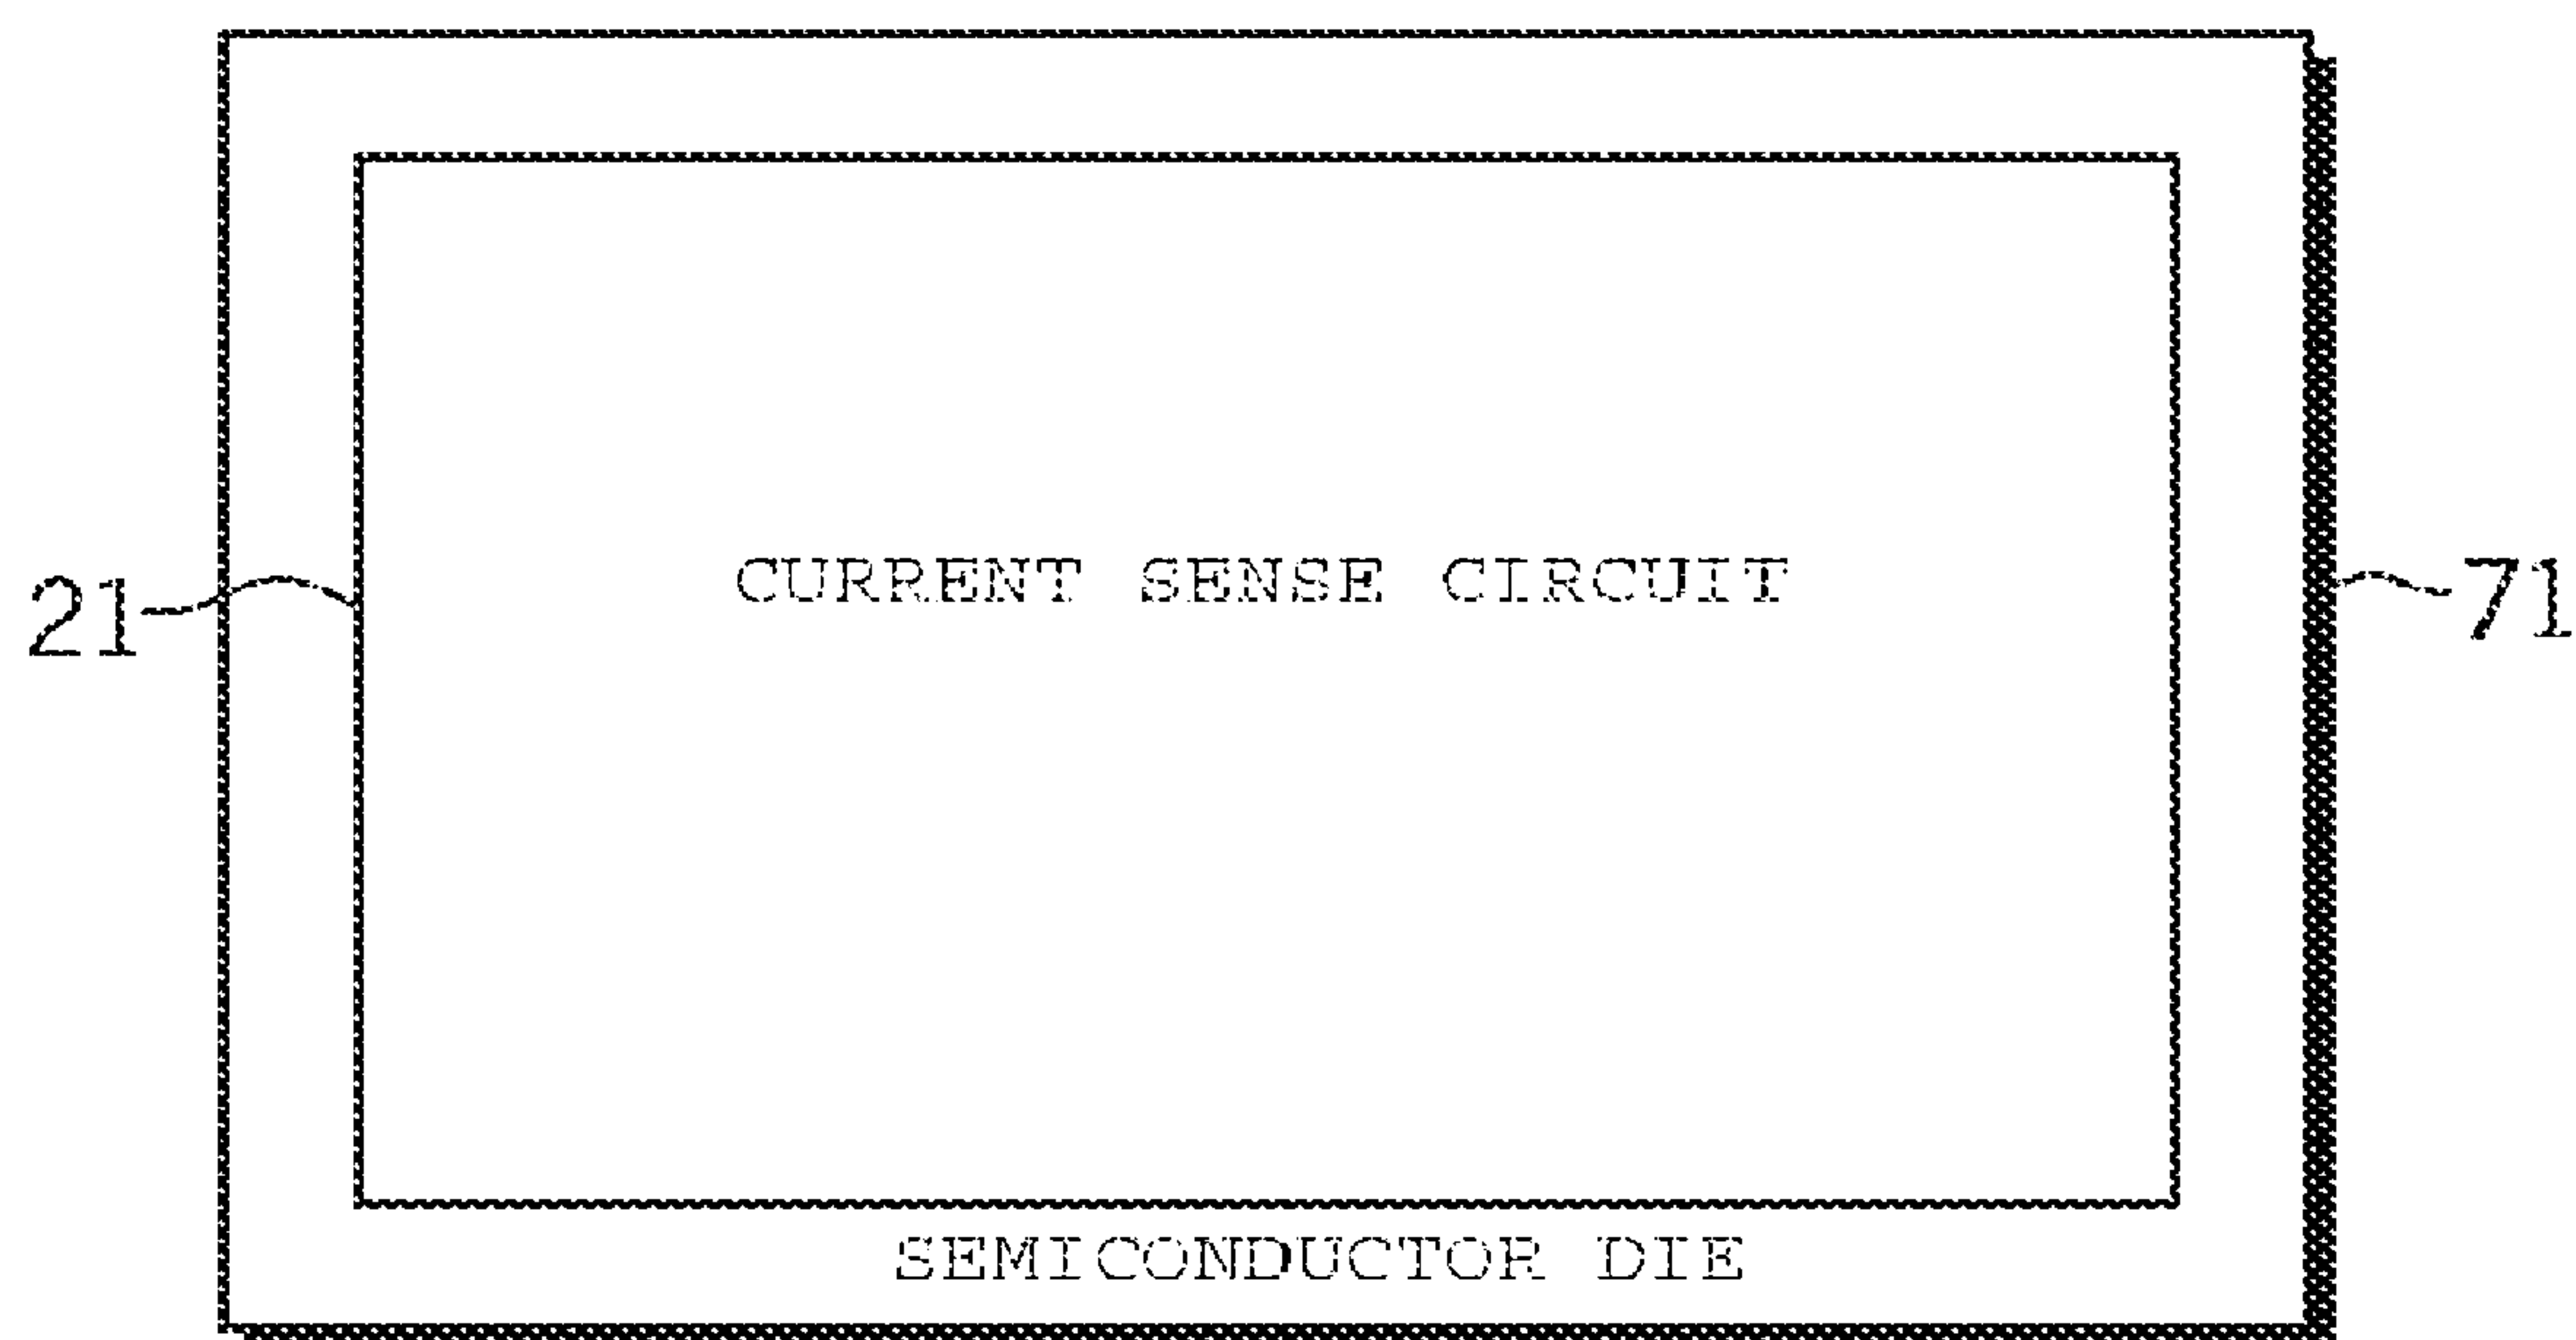 CURRENT SENSE CIRCUIT
21
71
SEMICONDUCTOR DIE